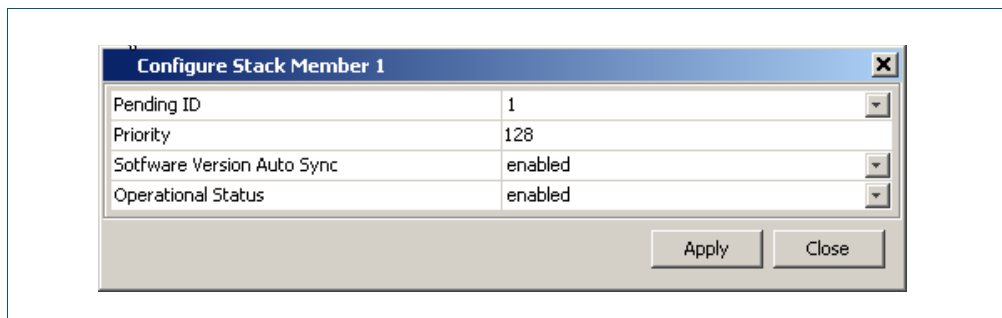 Configure Stack Member 1
Pending ID 1
Priority 128
Sotfware Version Auto Sync enabled
Operational Status enabled
Apply Close